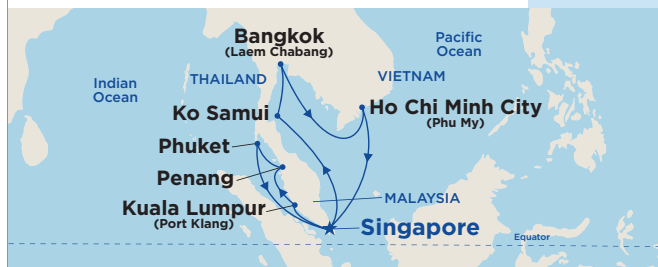 Bangkok
(Laem Chabang)
Pacific
Ocean
Indian
Ocean
THAILAND
VIETNAM
Ko Samui
Ho Chi Minh City
(Phu My)
Phuket
Penang
MALAYSIA
Kuala Lumpur
(Port Klang)
Singapore
Equator